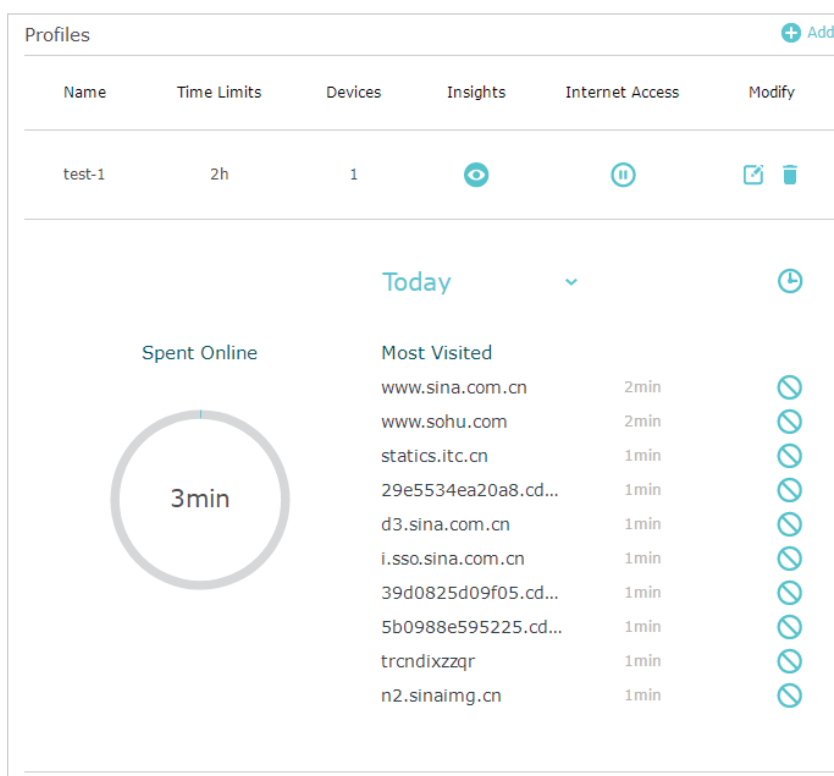 Profiles Add
Name Time Limits Devices Insights Internet Access Modify
test-1 2h 1
Today
Spent Online
3min
Most Visited
www.sina.com.cn 2min
www.sohu.com 2min
statics.itc.cn 1min
29e5534ea20a8.cd... 1min
d3.sina.com.cn 1min
i.sso.sina.com.cn 1min
39d0825d09f05.cd... 1min
5b0988e595225.cd... 1min
trcndixzzqr 1min
n2.sinaimg.cn 1min